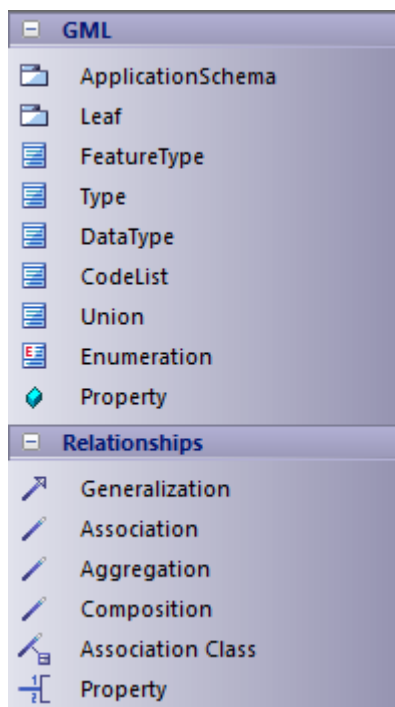 GML
ApplicationSchema
Leaf
FeatureType
Type
DataType
CodeList
Union
Enumeration
Property
Relationships
Generalization
Association
Aggregation
Composition
Association Class
Property